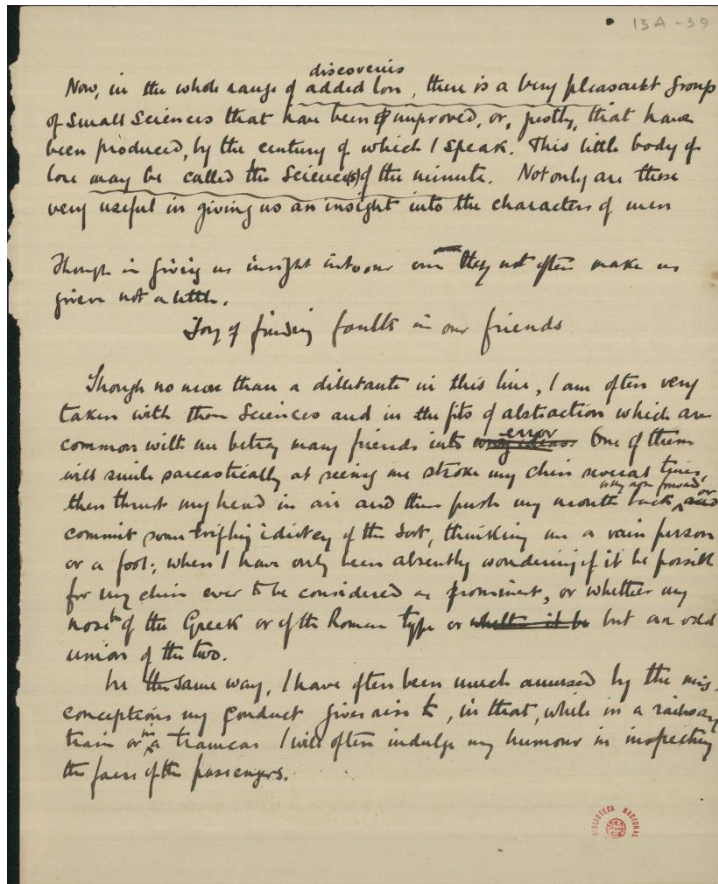 13A-39
discoveries
Now, in the whole range of added lore, there is a very pleasant group
of small sciences that have been improved, or, justly, that have
been produced, by the century of which I speak. This little body of
lore may be called the Science(s) of the minute. Not only are these
very useful in giving us an insight into the characters of men
Though in giving us insight into our own they not often make us
grieve not a little.
Joy of finding faults in our friends
Though no more than a dilletante in this line, I am often very
taken with these Sciences and in the fits of abstraction which are
common with me betray many friends into wrong ideas error One of them
will smile sarcastically at seeing me stroke my chin several times,
then thrust my head in air and then push my mouth back, and or
commit some trifling idiotcy of the sort, thinking me a vain person
or a fool; when I have only been absently wondering if it be possible
for my chin ever to be considered as prominent, or whether my
nose of the Greek or of the Roman type or whether it be but an odd
union of the two.
In the same way, I have often been much amused by the mis-
conceptions my conduct gives rise to, in that, while in a railway
train or in a tramcar I will often indulge my humour in inspecting
the faces of the passengers.
BIBLIOTECA NACIONAL